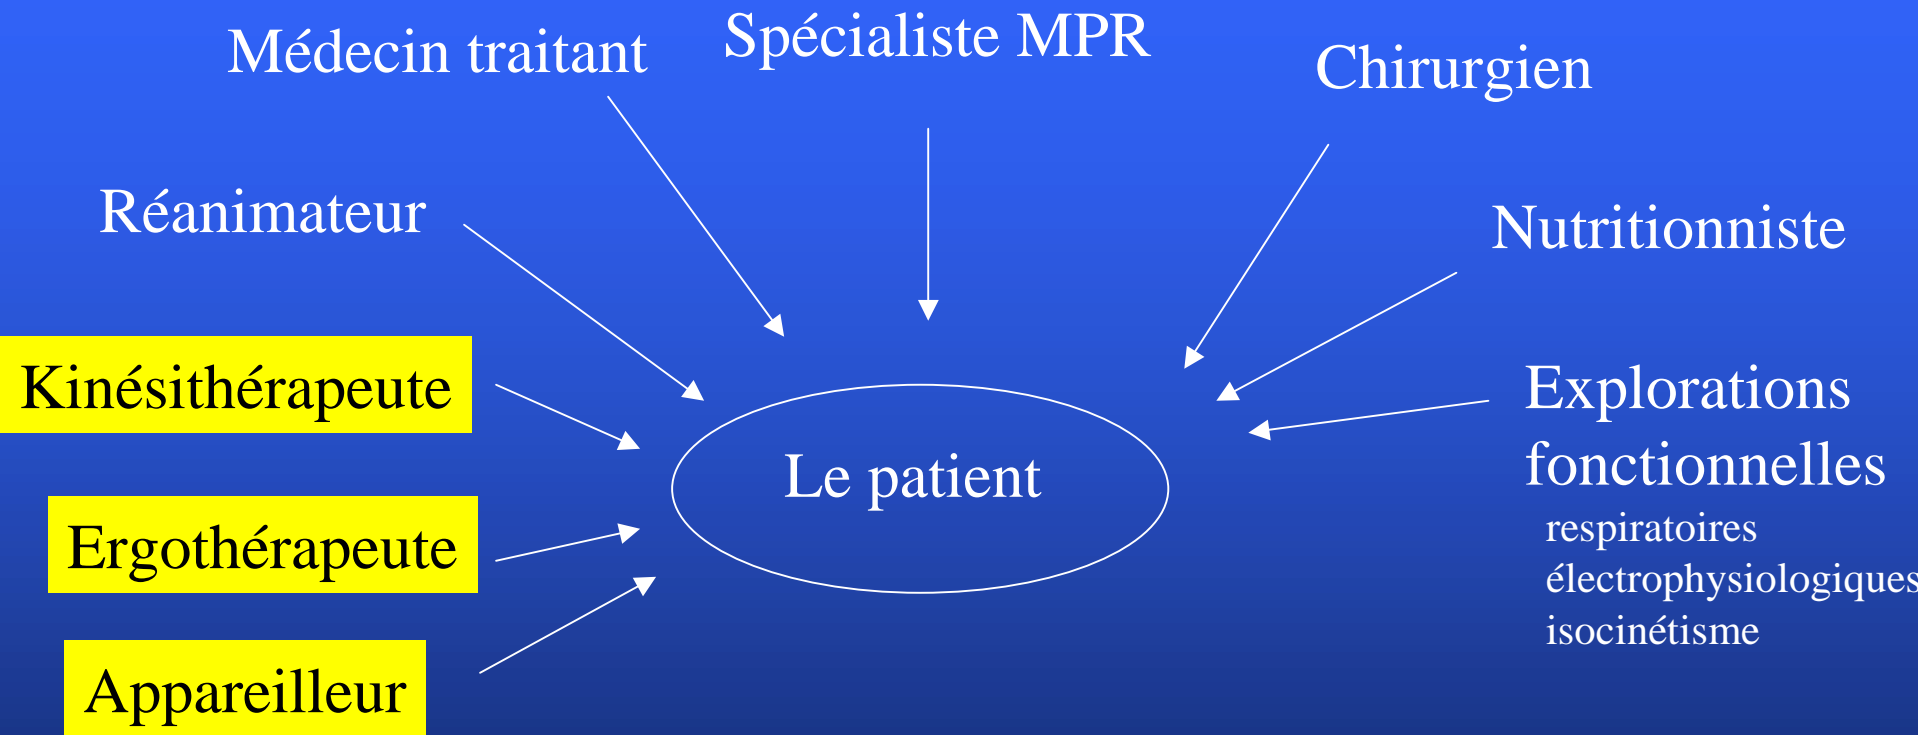 Médecin traitant
Spécialiste MPR
Chirurgien
Réanimateur
Nutritionniste
Kinésithérapeute
Explorations
fonctionnelles
respiratoires
électrophysiologiques
isocinétisme
Le patient
Ergothérapeute
Appareilleur